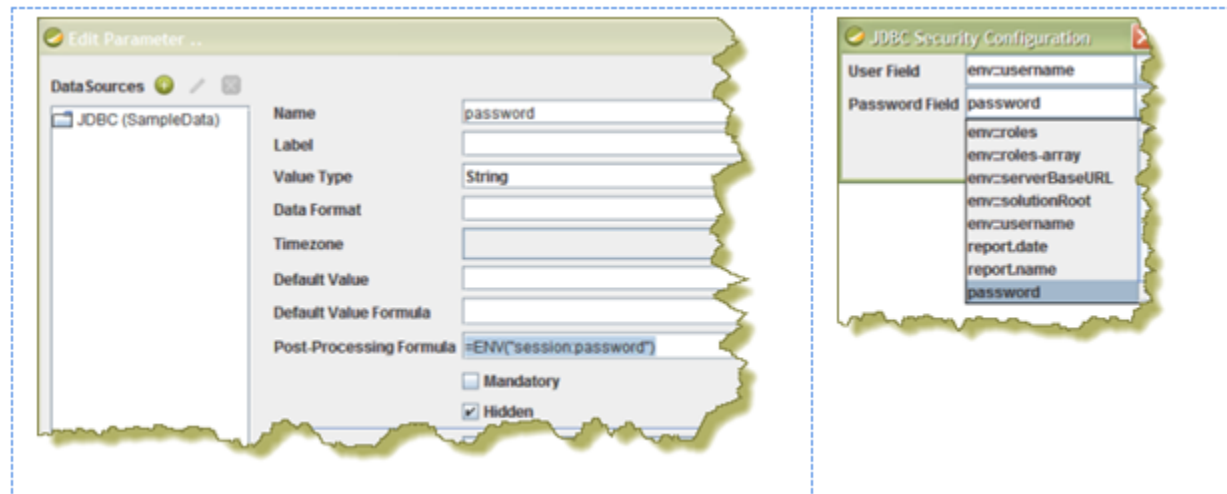 Edit Parameter ..
DataSources
JDBC (SampleData)
Name password
Label
Value Type String
Data Format
Timezone
Default Value
Default Value Formula
Post-Processing Formula =ENV("session:password")
Mandatory
Hidden
JDBC Security Configuration
User Field env::username
Password Field password
env::roles
env::roles-array
env::serverBaseURL
env::solutionRoot
env::username
report.date
report.name
password